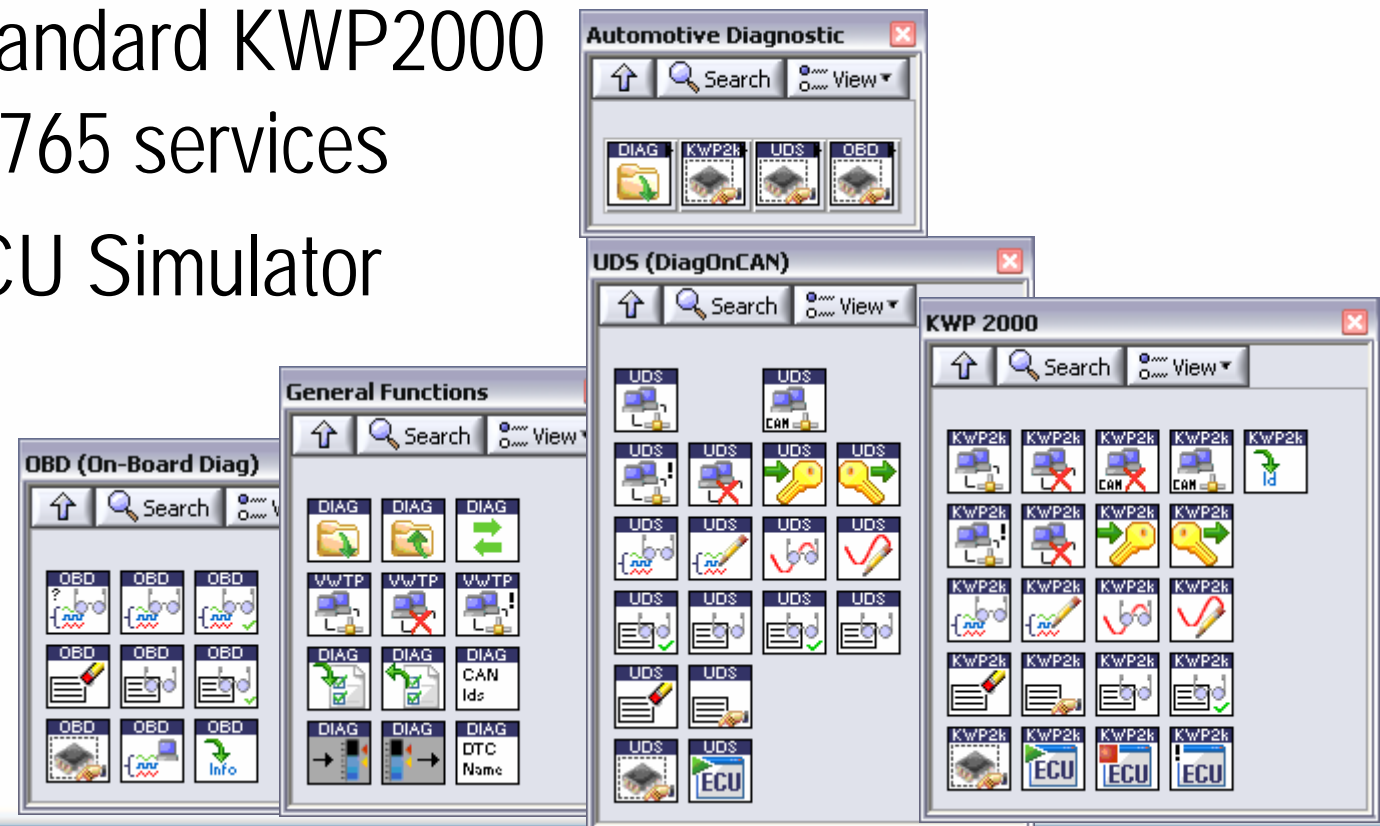 andard KWP2000
765 services
CU Simulator
Automotive Diagnostic
Search View
DIAG KWP2k UDS OBD
UDS (DiagOnCAN)
Search View
UDS UDS
CAN
UDS UDS UDS UDS
UDS UDS UDS UDS
UDS UDS UDS UDS
UDS UDS
UDS UDS
ECU
KWP 2000
Search View
KWP2k KWP2k KWP2k KWP2k KWP2k
CAN CAN Id
KWP2k KWP2k KWP2k KWP2k
!
KWP2k KWP2k KWP2k KWP2k
KWP2k KWP2k KWP2k KWP2k
KWP2k KWP2k KWP2k KWP2k
ECU ECU ! ECU
General Functions
Search View
DIAG DIAG DIAG
VWTP VWTP VWTP
!
DIAG DIAG DIAG
CAN
Ids
DIAG DIAG DIAG
DTC
Name
OBD (On-Board Diag)
Search
OBD OBD OBD
?
OBD OBD OBD
OBD OBD OBD
Info